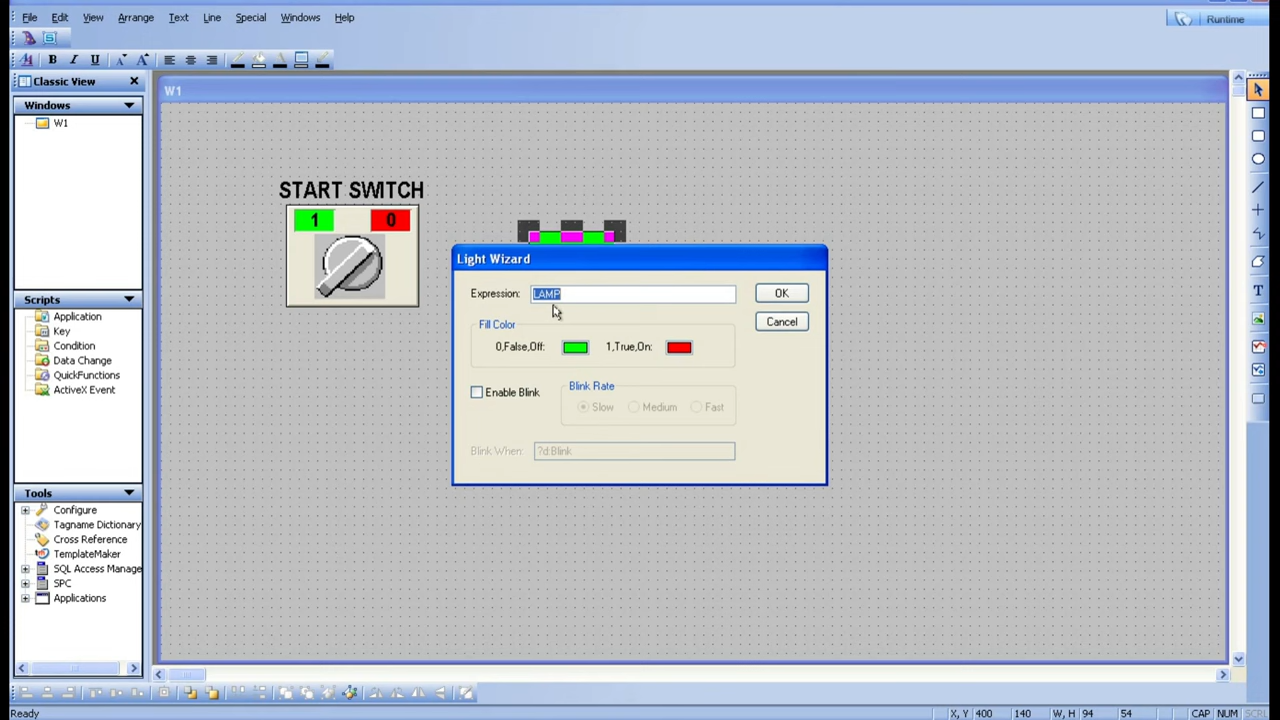 File Edit View Arrange Text Line Special Windows Help
Runtime
B I U A A
Classic View
Windows
W1
Scripts
Application
Key
Condition
Data Change
QuickFunctions
ActiveX Event
Tools
Configure
Tagname Dictionary
Cross Reference
TemplateMaker
SQL Access Manage
SPC
Applications
W1
START SWITCH
1 0
Light Wizard
Expression: LAMP
OK
Cancel
Fill Color
0,False,Off: 1,True,On:
Enable Blink
Blink Rate
Slow Medium Fast
Blink When: ?d:Blink
T
Ready
X, Y 400 140 W, H 94 54 CAP NUM SCRL